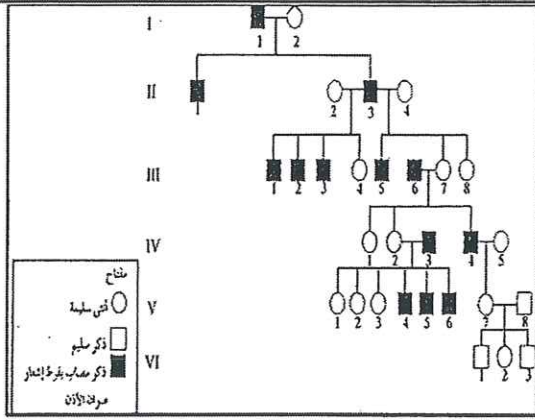 I
1 2
II
1 2 3 4
III
1 2 3 4 5 6 7 8
IV
1 2 3 4 5
V
1 2 3 4 5 6 7 8
VI
1 2 3
مفتاح
أنثى سليمة
ذكر سليم
ذكر مصاب بفرط إشعار
صوان الأذن